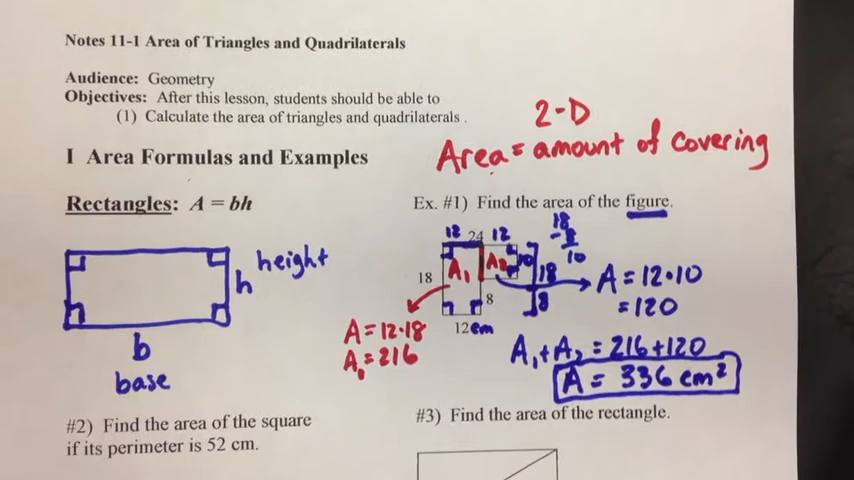 Notes 11-1 Area of Triangles and Quadrilaterals
Audience: Geometry
Objectives: After this lesson, students should be able to
(1) Calculate the area of triangles and quadrilaterals .
2-D
Area = amount of covering
I Area Formulas and Examples
Rectangles: A = bh
height
h
b
base
Ex. #1) Find the area of the figure.
12 24 12
18
- 8
10
18
A₁ A₂ 10
18
8
8
12 cm
A = 12·18
A₁ = 216
A = 12·10
= 120
A₁ + A₂ = 216 + 120
A = 336 cm²
#2) Find the area of the square
if its perimeter is 52 cm.
#3) Find the area of the rectangle.